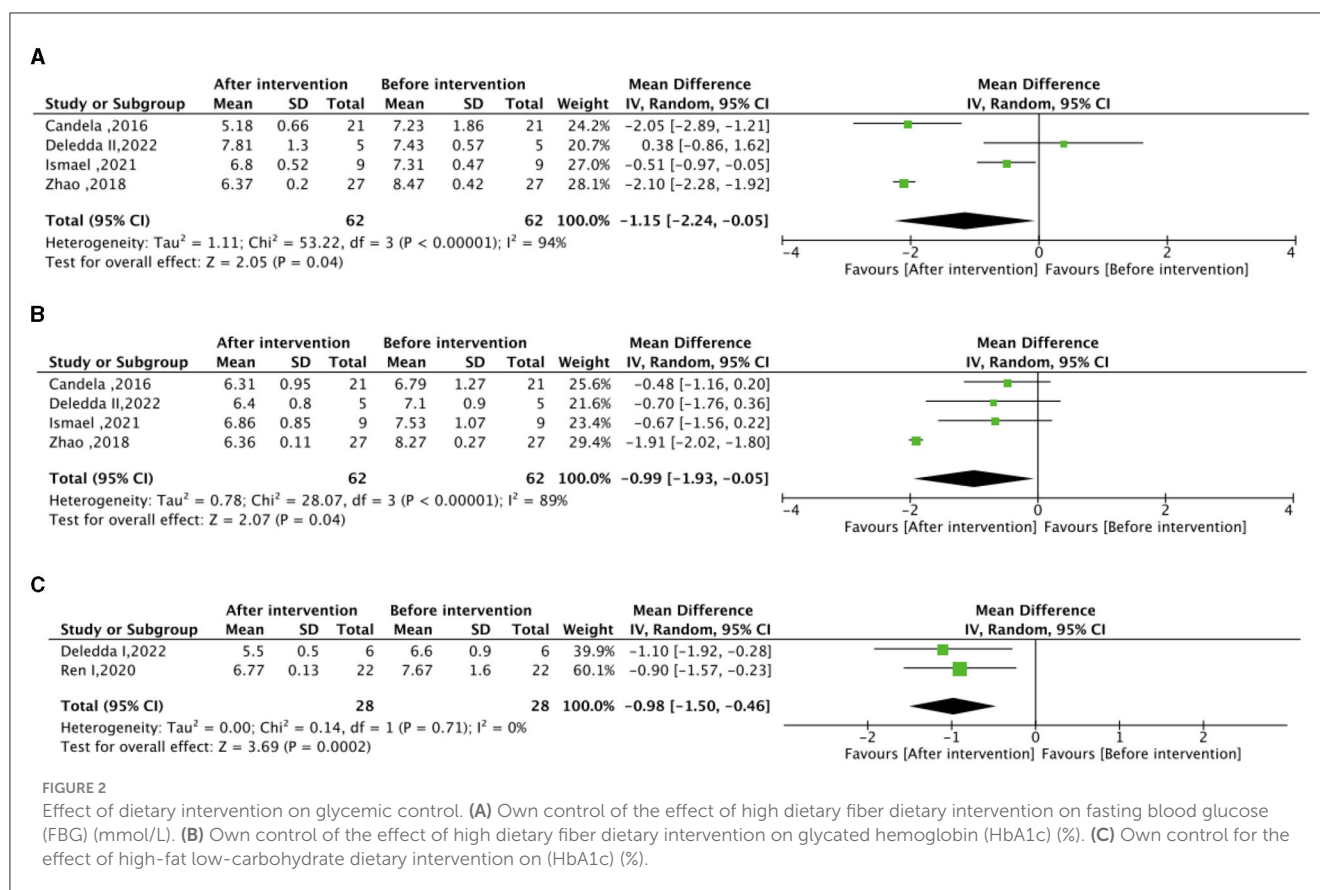 A
After intervention Before intervention Mean Difference Mean Difference
Study or Subgroup Mean SD Total Mean SD Total Weight IV, Random, 95% CI IV, Random, 95% CI
Candela ,2016 5.18 0.66 21 7.23 1.86 21 24.2% −2.05 [−2.89, −1.21]
Deledda II,2022 7.81 1.3 5 7.43 0.57 5 20.7% 0.38 [−0.86, 1.62]
Ismael ,2021 6.8 0.52 9 7.31 0.47 9 27.0% −0.51 [−0.97, −0.05]
Zhao ,2018 6.37 0.2 27 8.47 0.42 27 28.1% −2.10 [−2.28, −1.92]
Total (95% CI) 62 62 100.0% −1.15 [−2.24, −0.05]
Heterogeneity: Tau² = 1.11; Chi² = 53.22, df = 3 (P < 0.00001); I² = 94%
Test for overall effect: Z = 2.05 (P = 0.04)
−4 −2 0 2 4
Favours [After intervention] Favours [Before intervention]
B
After intervention Before intervention Mean Difference Mean Difference
Study or Subgroup Mean SD Total Mean SD Total Weight IV, Random, 95% CI IV, Random, 95% CI
Candela ,2016 6.31 0.95 21 6.79 1.27 21 25.6% −0.48 [−1.16, 0.20]
Deledda II,2022 6.4 0.8 5 7.1 0.9 5 21.6% −0.70 [−1.76, 0.36]
Ismael ,2021 6.86 0.85 9 7.53 1.07 9 23.4% −0.67 [−1.56, 0.22]
Zhao ,2018 6.36 0.11 27 8.27 0.27 27 29.4% −1.91 [−2.02, −1.80]
Total (95% CI) 62 62 100.0% −0.99 [−1.93, −0.05]
Heterogeneity: Tau² = 0.78; Chi² = 28.07, df = 3 (P < 0.00001); I² = 89%
Test for overall effect: Z = 2.07 (P = 0.04)
−4 −2 0 2 4
Favours [After intervention] Favours [Before intervention]
C
After intervention Before intervention Mean Difference Mean Difference
Study or Subgroup Mean SD Total Mean SD Total Weight IV, Random, 95% CI IV, Random, 95% CI
Deledda I,2022 5.5 0.5 6 6.6 0.9 6 39.9% −1.10 [−1.92, −0.28]
Ren I,2020 6.77 0.13 22 7.67 1.6 22 60.1% −0.90 [−1.57, −0.23]
Total (95% CI) 28 28 100.0% −0.98 [−1.50, −0.46]
Heterogeneity: Tau² = 0.00; Chi² = 0.14, df = 1 (P = 0.71); I² = 0%
Test for overall effect: Z = 3.69 (P = 0.0002)
−2 −1 0 1 2
Favours [After intervention] Favours [Before intervention]
FIGURE 2
Effect of dietary intervention on glycemic control. (A) Own control of the effect of high dietary fiber dietary intervention on fasting blood glucose
(FBG) (mmol/L). (B) Own control of the effect of high dietary fiber dietary intervention on glycated hemoglobin (HbA1c) (%). (C) Own control for the
effect of high-fat low-carbohydrate dietary intervention on (HbA1c) (%).